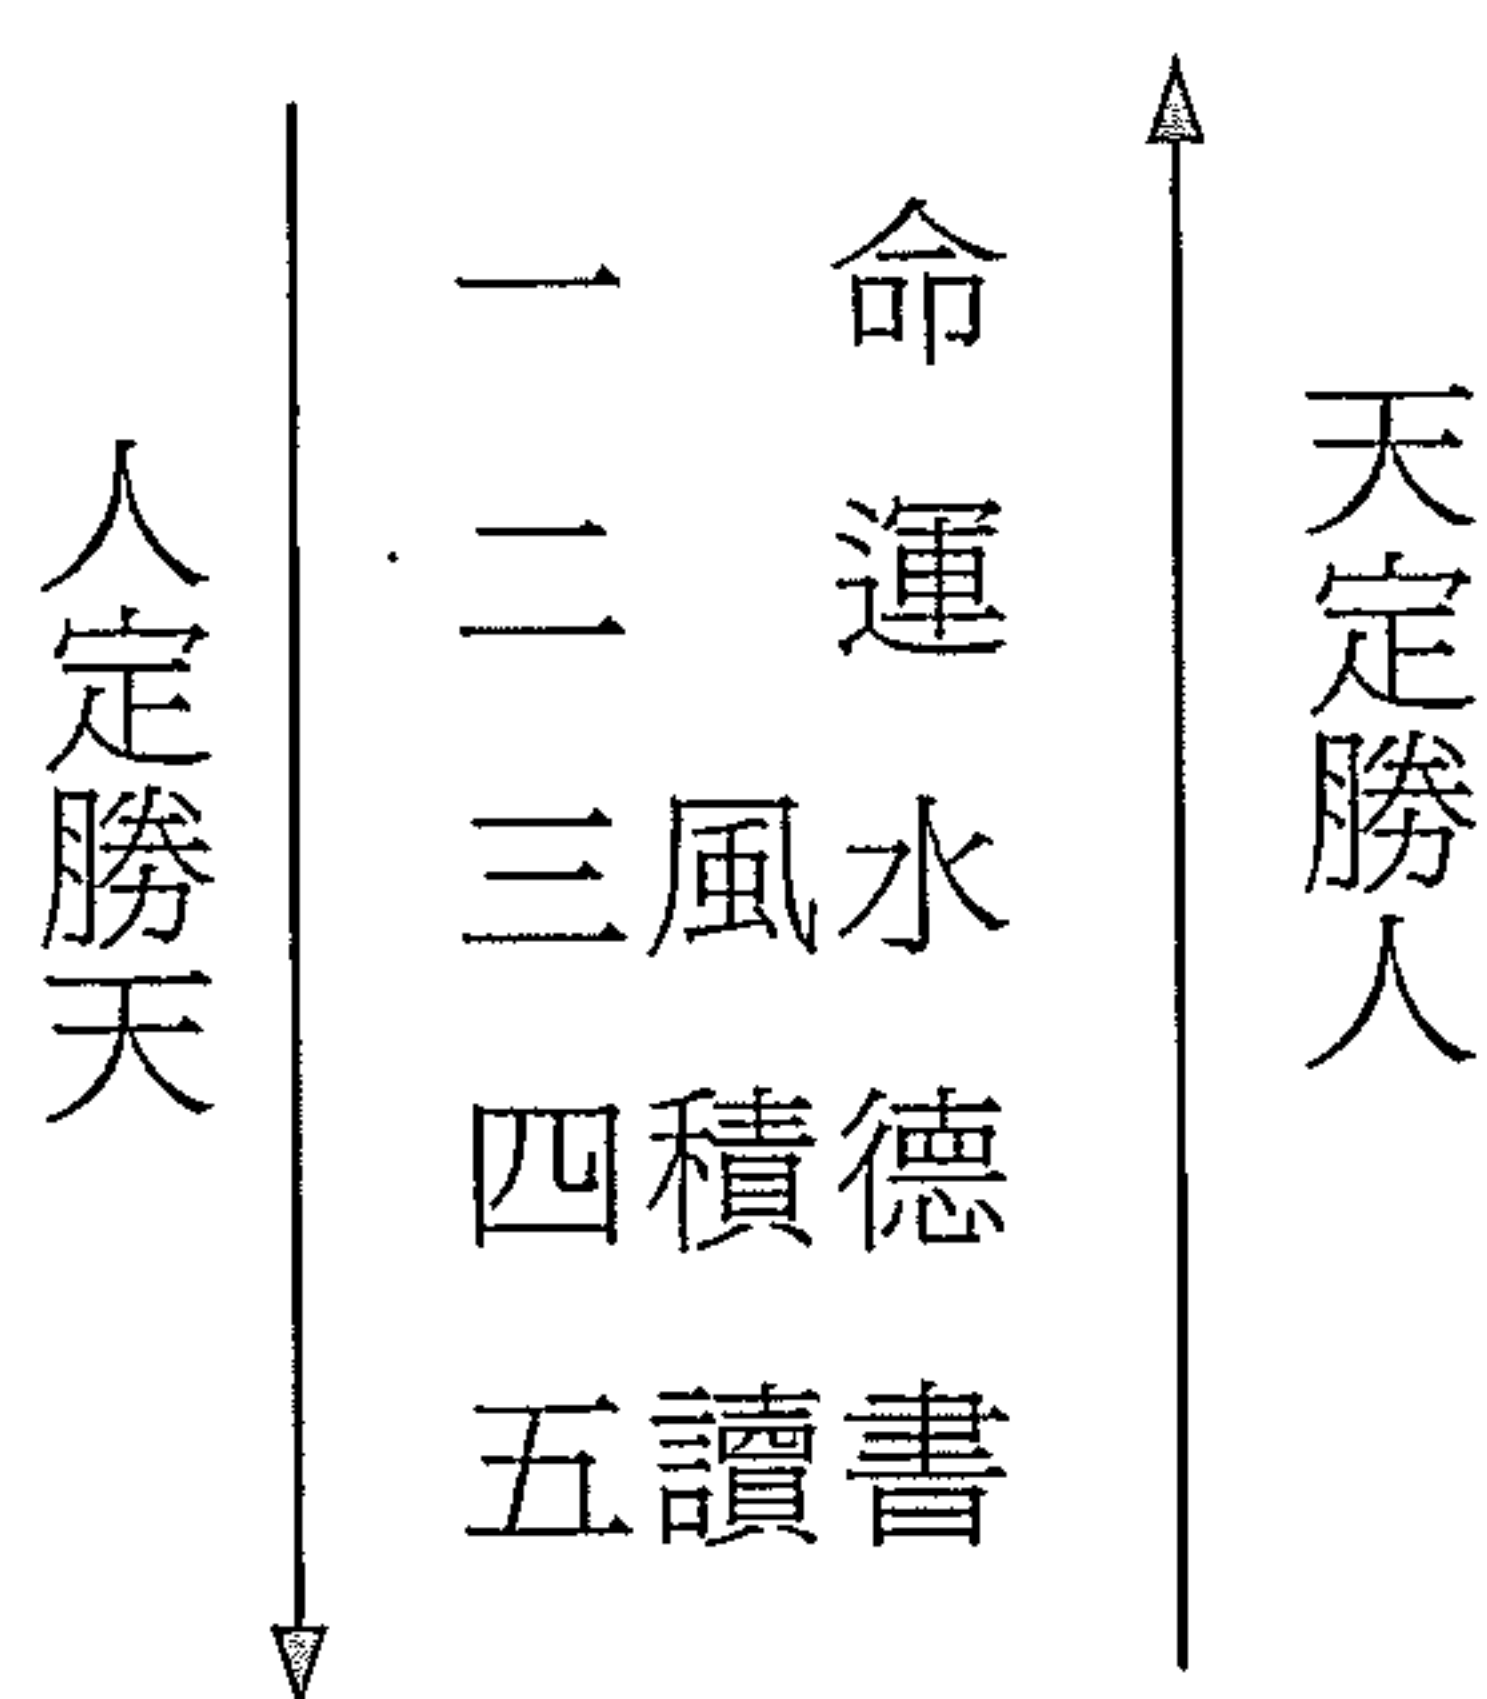 人定勝天
一 命
二 運
三風水
四積德
五讀書
天定勝人